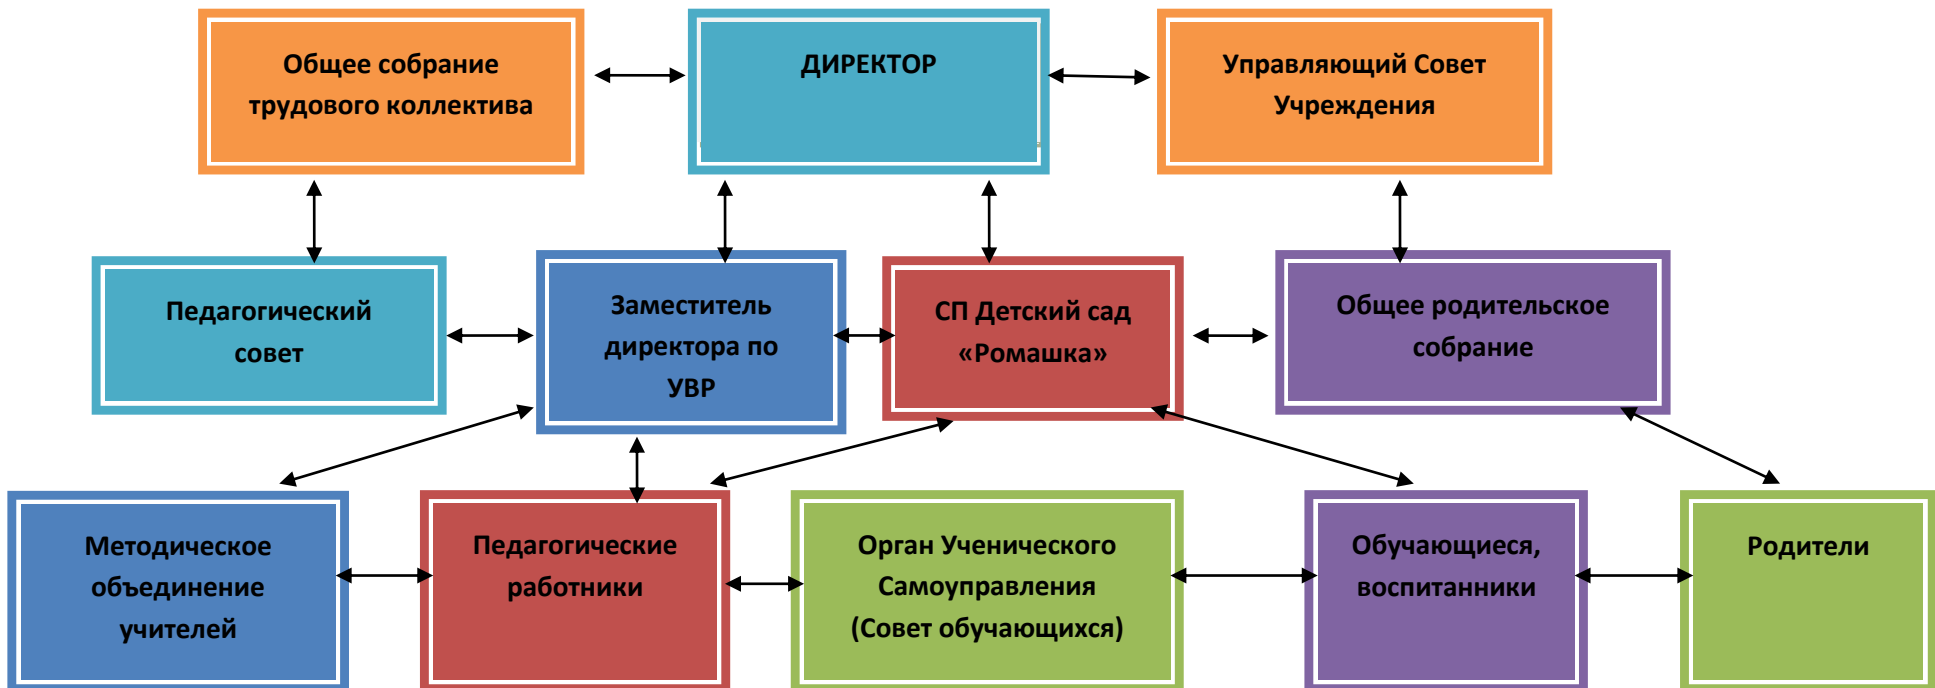 Общее собрание
трудового коллектива
ДИРЕКТОР
Управляющий Совет
Учреждения
Педагогический
совет
Заместитель
директора по
УВР
СП Детский сад
«Ромашка»
Общее родительское
собрание
Методическое
объединение
учителей
Педагогические
работники
Орган Ученического
Самоуправления
(Совет обучающихся)
Обучающиеся,
воспитанники
Родители